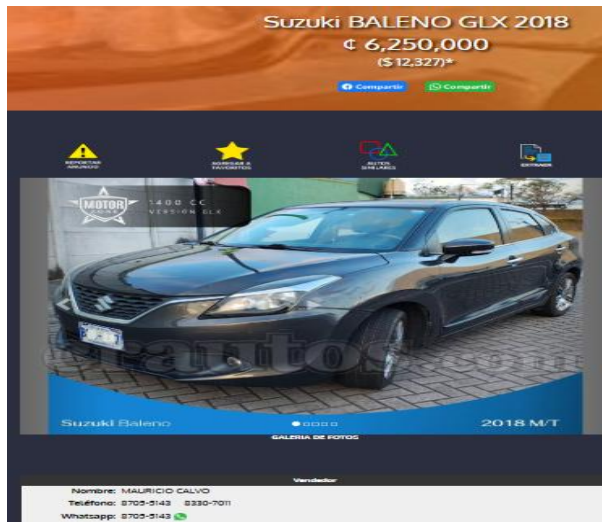 Suzuki BALENO GLX 2018
¢ 6,250,000
($ 12,327)*
Compartir Compartir
REPORTAR ANUNCIO
AGREGAR A FAVORITOS
AUTOS SIMILARES
MOTOR
1400 CC
VERSION GLX
crautos.com
Suzuki Baleno
2018 M/T
GALERIA DE FOTOS
Vendedor
Nombre: MAURICIO CALVO
Teléfono: 8705-5143 8330-7011
Whatsapp: 8705-5143